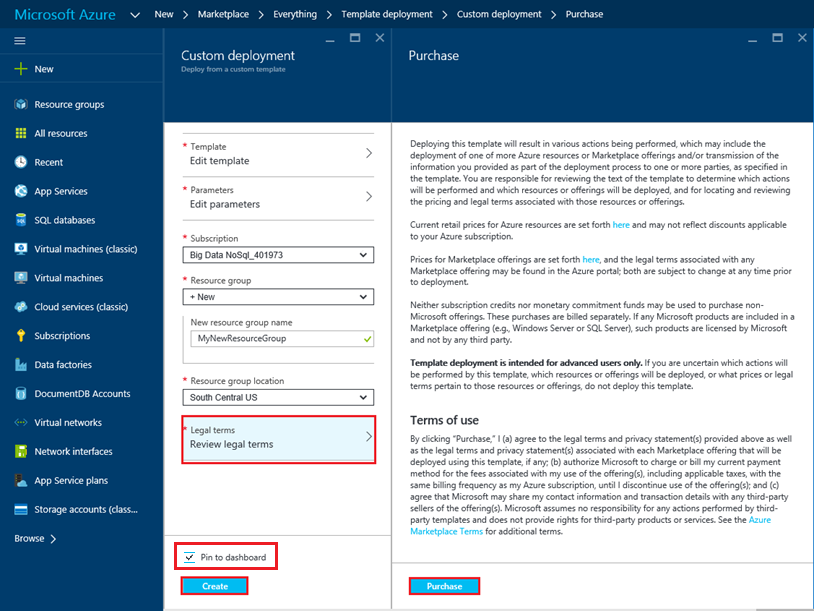 Microsoft Azure New Marketplace Everything Template deployment Custom deployment Purchase
New
Resource groups
All resources
Recent
App Services
SQL databases
Virtual machines (classic)
Virtual machines
Cloud services (classic)
Subscriptions
Data factories
DocumentDB Accounts
Virtual networks
Network interfaces
App Service plans
Storage accounts (class...
Browse
Custom deployment
Deploy from a custom template
* Template
Edit template
* Parameters
Edit parameters
* Subscription
Big Data NoSql_401973
* Resource group
+ New
New resource group name
MyNewResourceGroup
* Resource group location
South Central US
* Legal terms
Review legal terms
Pin to dashboard
Create
Purchase
Deploying this template will result in various actions being performed, which may include the
deployment of one of more Azure resources or Marketplace offerings and/or transmission of the
information you provided as part of the deployment process to one or more parties, as specified in
the template. You are responsible for reviewing the text of the template to determine which actions
will be performed and which resources or offerings will be deployed, and for locating and reviewing
the pricing and legal terms associated with those resources or offerings.
Current retail prices for Azure resources are set forth here and may not reflect discounts applicable
to your Azure subscription.
Prices for Marketplace offerings are set forth here, and the legal terms associated with any
Marketplace offering may be found in the Azure portal; both are subject to change at any time prior
to deployment.
Neither subscription credits nor monetary commitment funds may be used to purchase non-
Microsoft offerings. These purchases are billed separately. If any Microsoft products are included in a
Marketplace offering (e.g., Windows Server or SQL Server), such products are licensed by Microsoft
and not by any third party.
Template deployment is intended for advanced users only. If you are uncertain which actions will
be performed by this template, which resources or offerings will be deployed, or what prices or legal
terms pertain to those resources or offerings, do not deploy this template.
Terms of use
By clicking "Purchase," I (a) agree to the legal terms and privacy statement(s) provided above as well
as the legal terms and privacy statement(s) associated with each Marketplace offering that will be
deployed using this template, if any; (b) authorize Microsoft to charge or bill my current payment
method for the fees associated with my use of the offering(s), including applicable taxes, with the
same billing frequency as my Azure subscription, until I discontinue use of the offering(s); and (c)
agree that Microsoft may share my contact information and transaction details with any third-party
sellers of the offering(s). Microsoft assumes no responsibility for any actions performed by third-
party templates and does not provide rights for third-party products or services. See the Azure
Marketplace Terms for additional terms.
Purchase